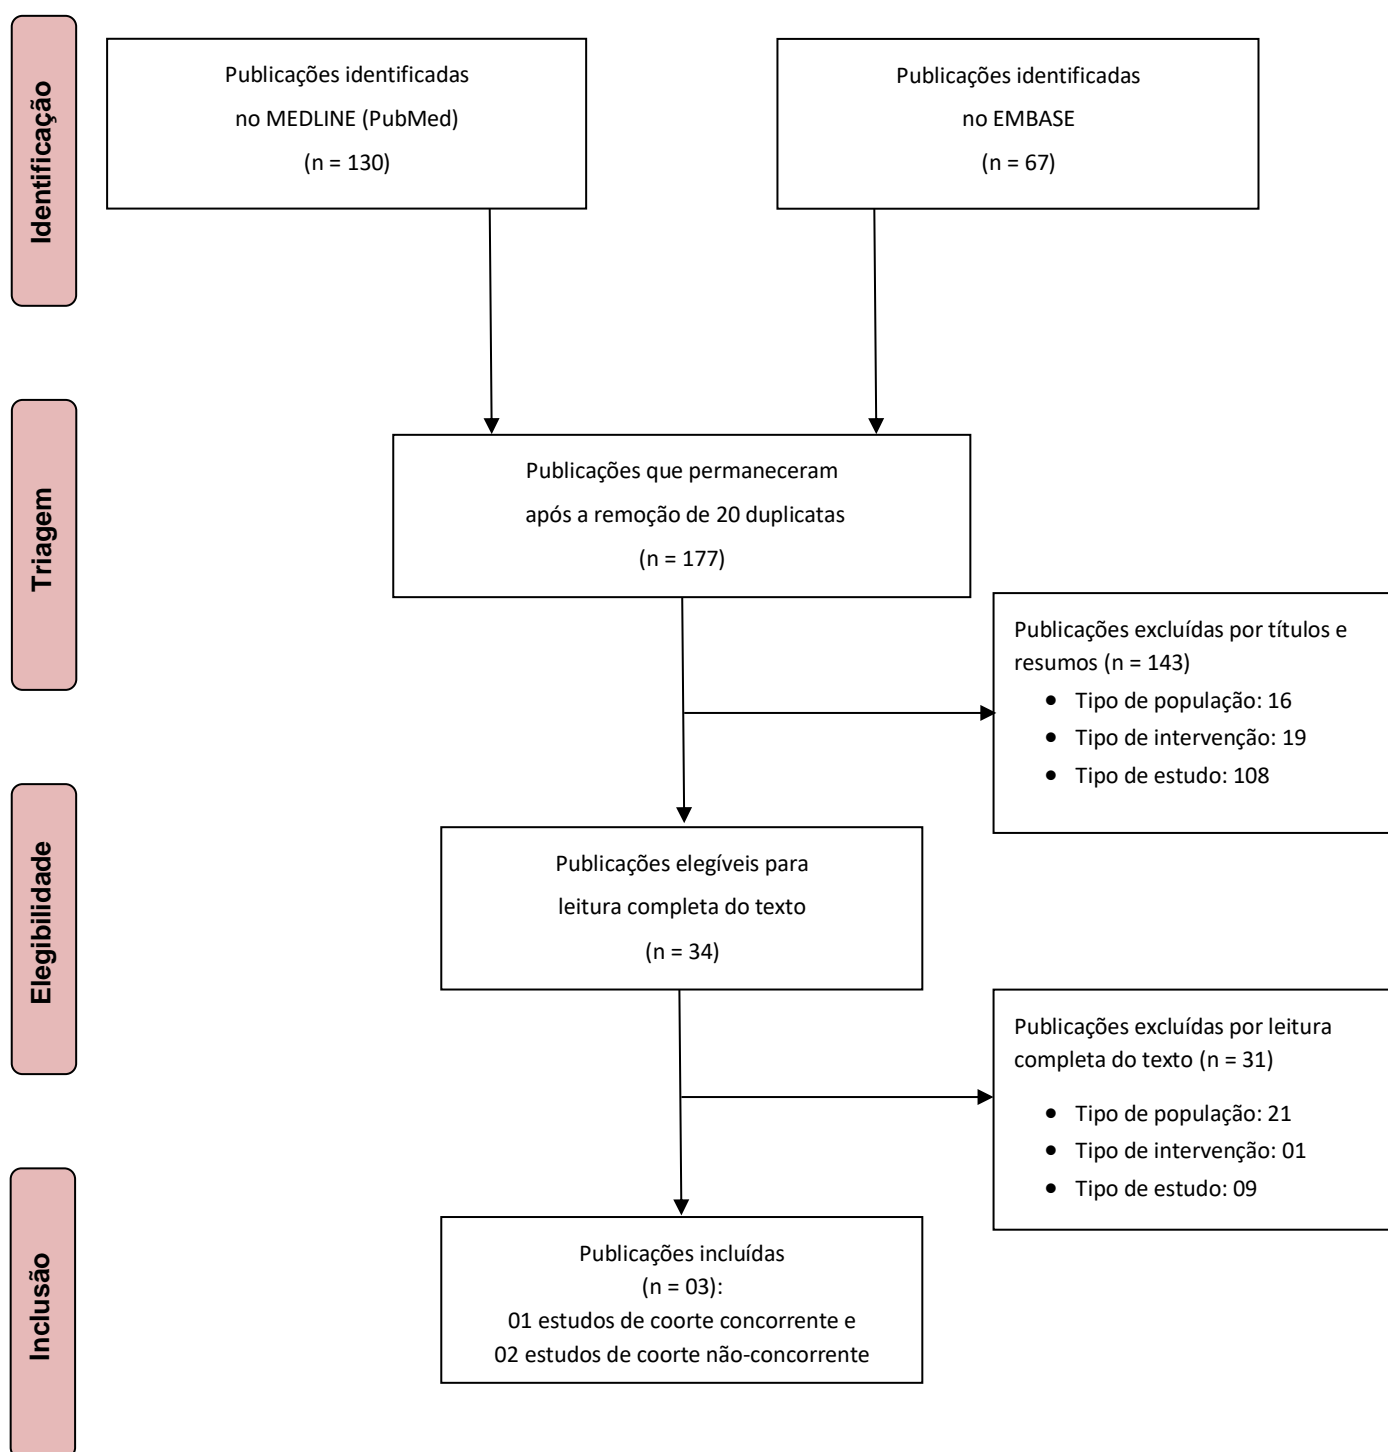 Identificação
Publicações identificadas
no MEDLINE (PubMed)
(n = 130)
Publicações identificadas
no EMBASE
(n = 67)
Triagem
Publicações que permaneceram
após a remoção de 20 duplicatas
(n = 177)
Publicações excluídas por títulos e
resumos (n = 143)
• Tipo de população: 16
• Tipo de intervenção: 19
• Tipo de estudo: 108
Elegibilidade
Publicações elegíveis para
leitura completa do texto
(n = 34)
Publicações excluídas por leitura
completa do texto (n = 31)
• Tipo de população: 21
• Tipo de intervenção: 01
• Tipo de estudo: 09
Inclusão
Publicações incluídas
(n = 03):
01 estudos de coorte concorrente e
02 estudos de coorte não-concorrente